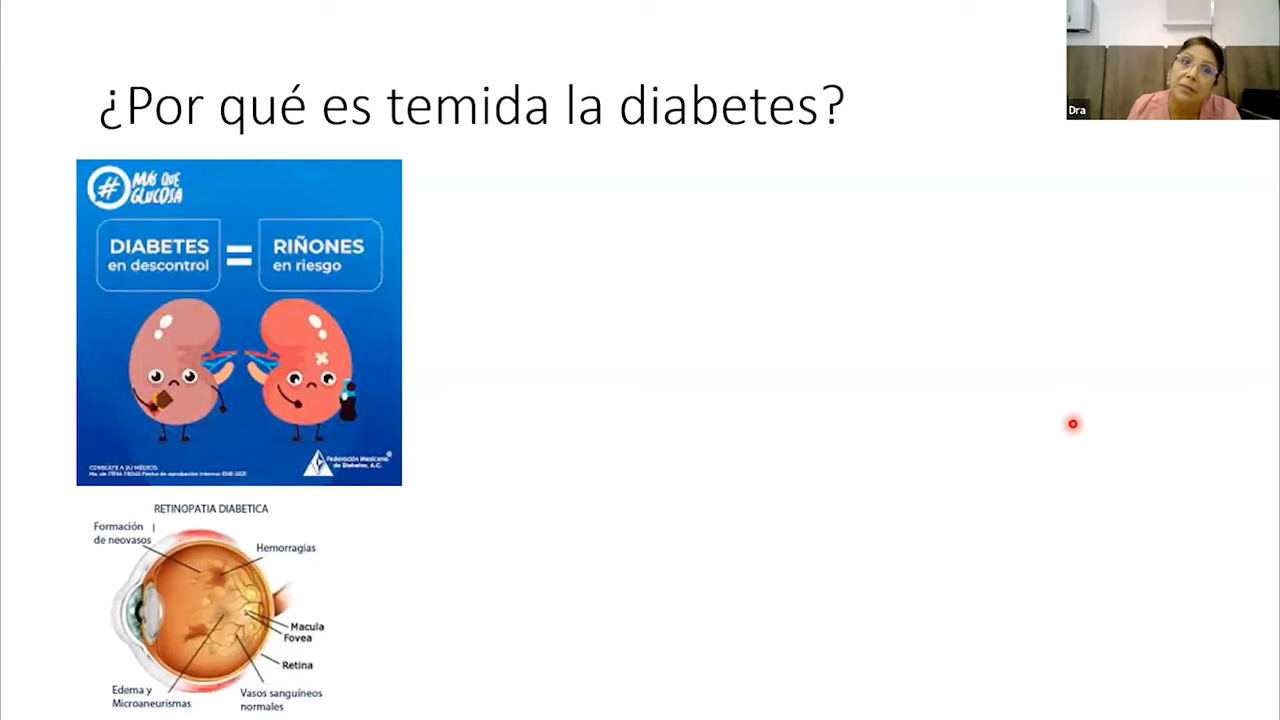 ¿Por qué es temida la diabetes?
Dra
#
MÁS QUE
GLUCOSA
DIABETES
en descontrol
=
RIÑONES
en riesgo
CONSULTE A SU MÉDICO.
Federación Mexicana
de Diabetes, A.C.
®
RETINOPATIA DIABETICA
Formación
de neovasos
Hemorragias
Macula
Fovea
Retina
Edema y
Microaneurismas
Vasos sanguíneos
normales